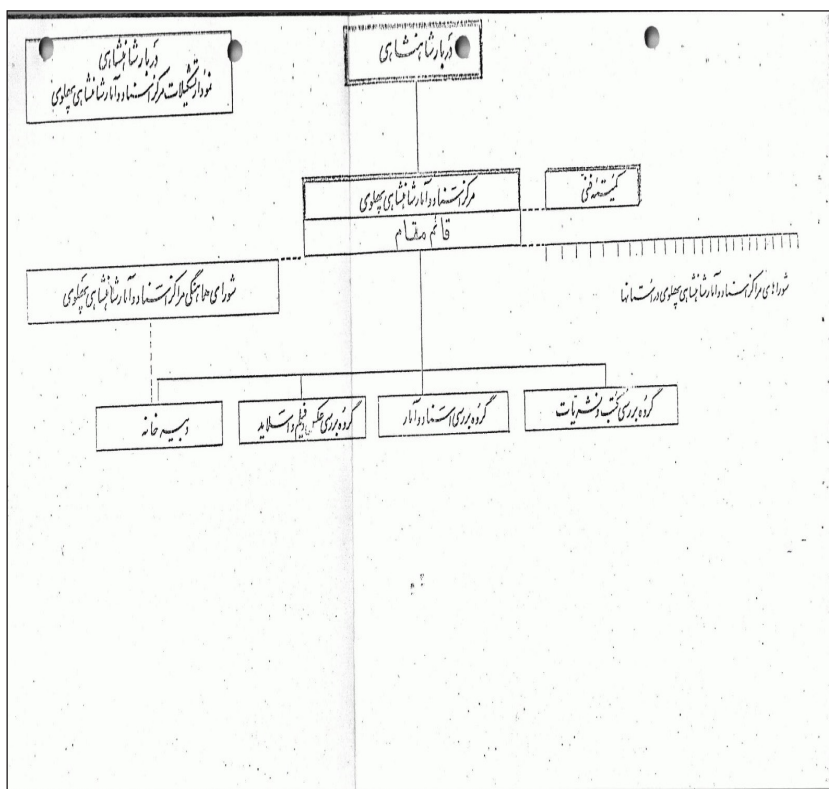 دربار شاهنشاهی
دربار شاهنشاهی
نمودار تشکیلات مرکز اسناد و آثار شاهنشاهی پهلوی
مرکز اسناد و آثار شاهنشاهی پهلوی
قائم مقام
کمیته فنی
شورای هماهنگی مراکز اسناد و آثار شاهنشاهی پهلوی
شوراهای مراکز اسناد و آثار شاهنشاهی پهلوی در استانها
گروه بررسی کتب و نشریات
گروه بررسی اسناد و آثار
گروه بررسی عکس و فیلم و اسلاید
دبیرخانه